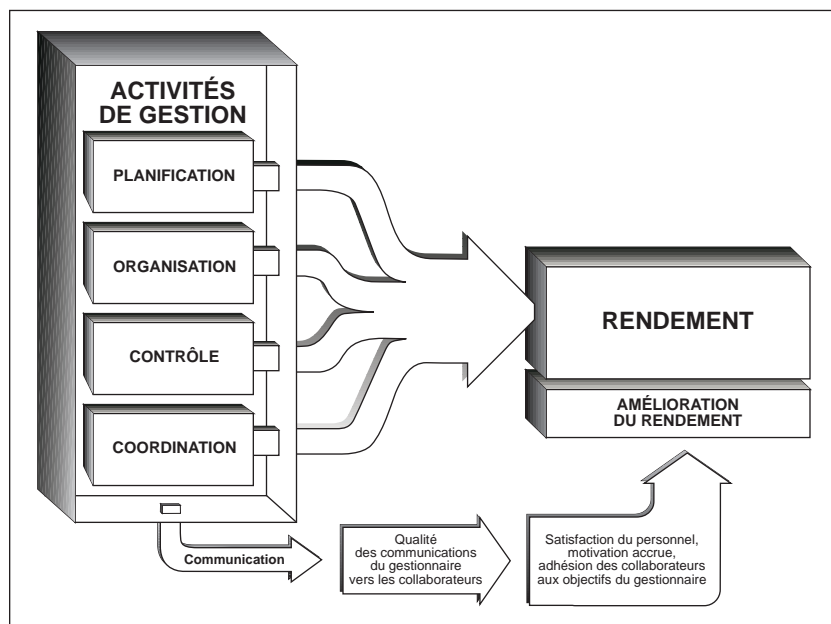 ACTIVITÉS
DE GESTION
PLANIFICATION
ORGANISATION
CONTRÔLE
COORDINATION
RENDEMENT
AMÉLIORATION
DU RENDEMENT
Communication
Qualité
des communications
du gestionnaire
vers les collaborateurs
Satisfaction du personnel,
motivation accrue,
adhésion des collaborateurs
aux objectifs du gestionnaire